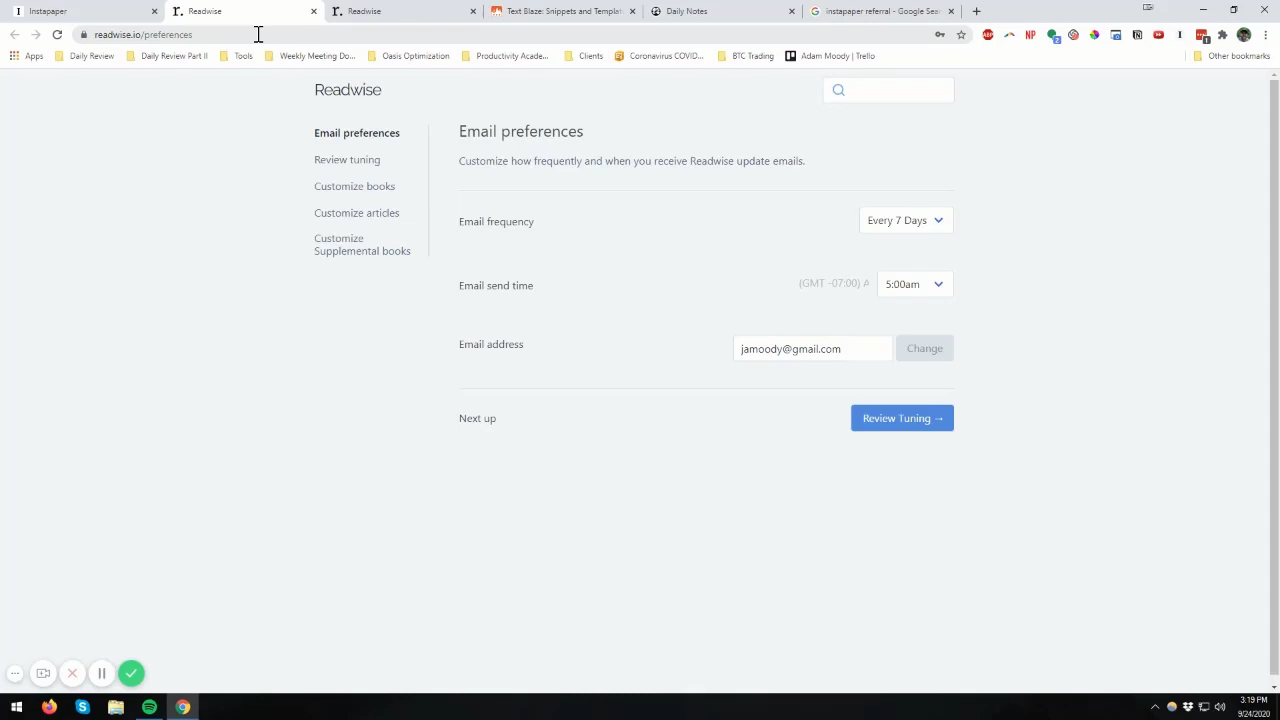 Instapaper
Readwise
Readwise
Text Blaze: Snippets and Templat
Daily Notes
instapaper referral - Google Sea
readwise.io/preferences
ABP
NP
2
1
Apps
Daily Review
Daily Review Part II
Tools
Weekly Meeting Do...
Oasis Optimization
Productivity Acade...
Clients
Coronavirus COVID...
BTC Trading
Adam Moody | Trello
Other bookmarks
Readwise
Email preferences
Review tuning
Customize books
Customize articles
Customize
Supplemental books
Email preferences
Customize how frequently and when you receive Readwise update emails.
Email frequency
Every 7 Days
Email send time
(GMT -07:00) A
5:00am
Email address
jamoody@gmail.com
Change
Next up
Review Tuning →
3:19 PM
9/24/2020